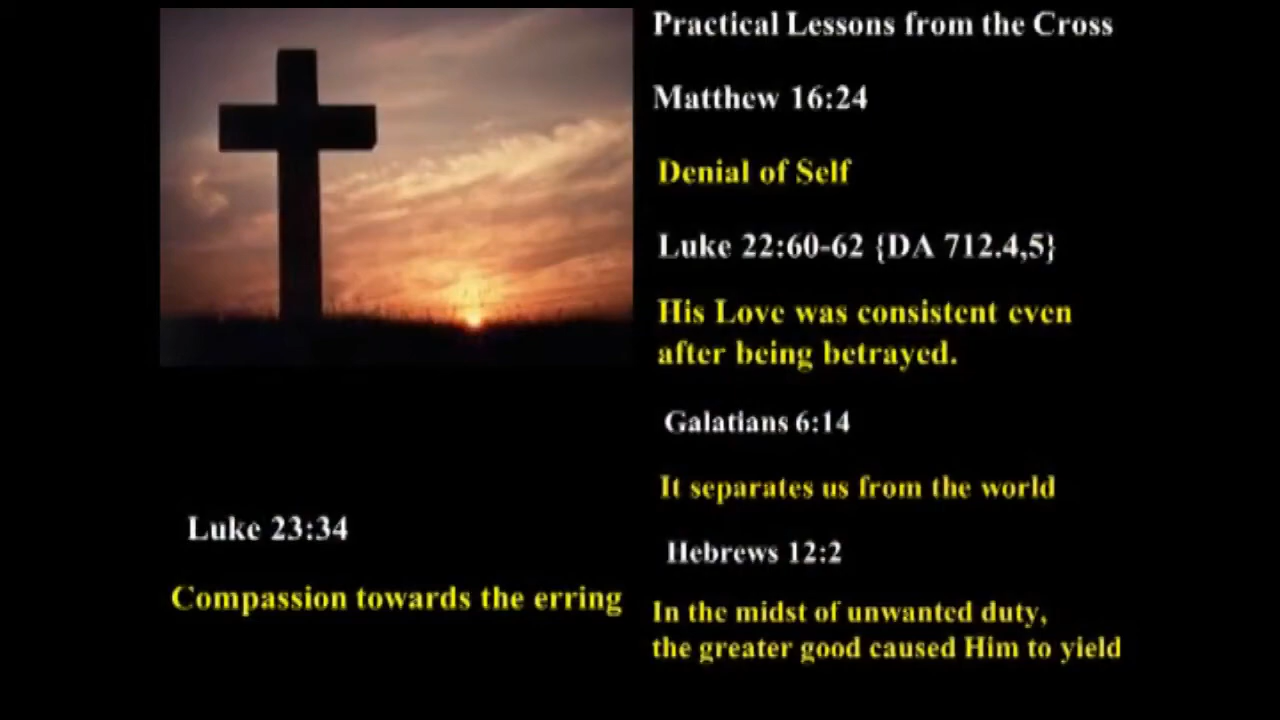 Practical Lessons from the Cross
Matthew 16:24
Denial of Self
Luke 22:60-62 {DA 712.4,5}
His Love was consistent even
after being betrayed.
Galatians 6:14
It separates us from the world
Hebrews 12:2
In the midst of unwanted duty,
the greater good caused Him to yield
Luke 23:34
Compassion towards the erring